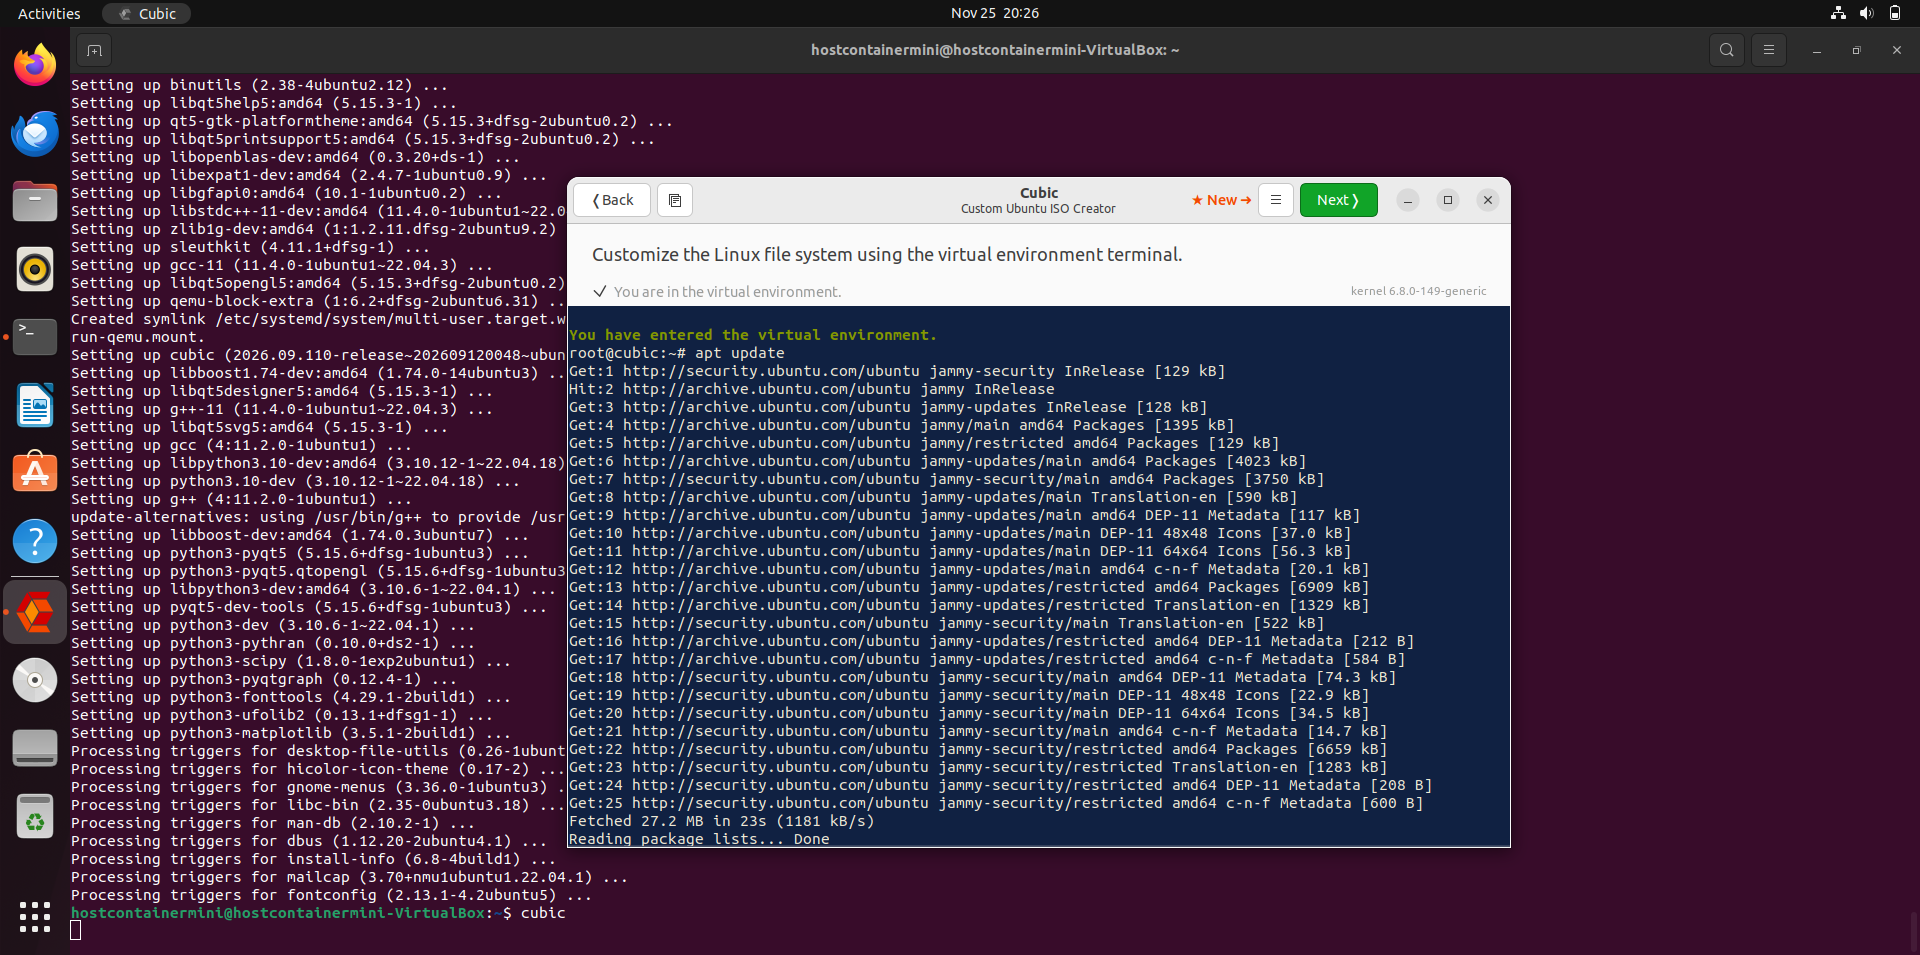 Activities
Cubic
Nov 25 20:26
hostcontainermini@hostcontainermini-VirtualBox: ~
Setting up binutils (2.38-4ubuntu2.12) ...
Setting up libqt5help5:amd64 (5.15.3-1) ...
Setting up qt5-gtk-platformtheme:amd64 (5.15.3+dfsg-2ubuntu0.2) ...
Setting up libqt5printsupport5:amd64 (5.15.3+dfsg-2ubuntu0.2) ...
Setting up libopenblas-dev:amd64 (0.3.20+ds-1) ...
Setting up libexpat1-dev:amd64 (2.4.7-1ubuntu0.9) ...
Setting up libgfapi0:amd64 (10.1-1ubuntu0.2) ...
Setting up libstdc++-11-dev:amd64 (11.4.0-1ubuntu1~22.0
Setting up zlib1g-dev:amd64 (1:1.2.11.dfsg-2ubuntu9.2)
Setting up sleuthkit (4.11.1+dfsg-1) ...
Setting up gcc-11 (11.4.0-1ubuntu1~22.04.3) ...
Setting up libqt5opengl5:amd64 (5.15.3+dfsg-2ubuntu0.2)
Setting up qemu-block-extra (1:6.2+dfsg-2ubuntu6.31) ..
Created symlink /etc/systemd/system/multi-user.target.w
run-qemu.mount.
Setting up cubic (2026.09.110-release~202609120048~ubun
Setting up libboost1.74-dev:amd64 (1.74.0-14ubuntu3) ..
Setting up libqt5designer5:amd64 (5.15.3-1) ...
Setting up g++-11 (11.4.0-1ubuntu1~22.04.3) ...
Setting up libqt5svg5:amd64 (5.15.3-1) ...
Setting up gcc (4:11.2.0-1ubuntu1) ...
Setting up libpython3.10-dev:amd64 (3.10.12-1~22.04.18)
Setting up python3.10-dev (3.10.12-1~22.04.18) ...
Setting up g++ (4:11.2.0-1ubuntu1) ...
update-alternatives: using /usr/bin/g++ to provide /usr
Setting up libboost-dev:amd64 (1.74.0.3ubuntu7) ...
Setting up python3-pyqt5 (5.15.6+dfsg-1ubuntu3) ...
Setting up python3-pyqt5.qtopengl (5.15.6+dfsg-1ubuntu3
Setting up libpython3-dev:amd64 (3.10.6-1~22.04.1) ...
Setting up pyqt5-dev-tools (5.15.6+dfsg-1ubuntu3) ...
Setting up python3-dev (3.10.6-1~22.04.1) ...
Setting up python3-pythran (0.10.0+ds2-1) ...
Setting up python3-scipy (1.8.0-1exp2ubuntu1) ...
Setting up python3-pyqtgraph (0.12.4-1) ...
Setting up python3-fonttools (4.29.1-2build1) ...
Setting up python3-ufolib2 (0.13.1+dfsg1-1) ...
Setting up python3-matplotlib (3.5.1-2build1) ...
Processing triggers for desktop-file-utils (0.26-1ubunt
Processing triggers for hicolor-icon-theme (0.17-2) ...
Processing triggers for gnome-menus (3.36.0-1ubuntu3) .
Processing triggers for libc-bin (2.35-0ubuntu3.18) ...
Processing triggers for man-db (2.10.2-1) ...
Processing triggers for dbus (1.12.20-2ubuntu4.1) ...
Processing triggers for install-info (6.8-4build1) ...
Processing triggers for mailcap (3.70+nmu1ubuntu1.22.04.1) ...
Processing triggers for fontconfig (2.13.1-4.2ubuntu5) ...
hostcontainermini@hostcontainermini-VirtualBox:~$ cubic
Back
Cubic
Custom Ubuntu ISO Creator
★ New →
Next
Customize the Linux file system using the virtual environment terminal.
You are in the virtual environment.
kernel 6.8.0-149-generic
You have entered the virtual environment.
root@cubic:~# apt update
Get:1 http://security.ubuntu.com/ubuntu jammy-security InRelease [129 kB]
Hit:2 http://archive.ubuntu.com/ubuntu jammy InRelease
Get:3 http://archive.ubuntu.com/ubuntu jammy-updates InRelease [128 kB]
Get:4 http://archive.ubuntu.com/ubuntu jammy/main amd64 Packages [1395 kB]
Get:5 http://archive.ubuntu.com/ubuntu jammy/restricted amd64 Packages [129 kB]
Get:6 http://archive.ubuntu.com/ubuntu jammy-updates/main amd64 Packages [4023 kB]
Get:7 http://security.ubuntu.com/ubuntu jammy-security/main amd64 Packages [3750 kB]
Get:8 http://archive.ubuntu.com/ubuntu jammy-updates/main Translation-en [590 kB]
Get:9 http://archive.ubuntu.com/ubuntu jammy-updates/main amd64 DEP-11 Metadata [117 kB]
Get:10 http://archive.ubuntu.com/ubuntu jammy-updates/main DEP-11 48x48 Icons [37.0 kB]
Get:11 http://archive.ubuntu.com/ubuntu jammy-updates/main DEP-11 64x64 Icons [56.3 kB]
Get:12 http://archive.ubuntu.com/ubuntu jammy-updates/main amd64 c-n-f Metadata [20.1 kB]
Get:13 http://archive.ubuntu.com/ubuntu jammy-updates/restricted amd64 Packages [6909 kB]
Get:14 http://archive.ubuntu.com/ubuntu jammy-updates/restricted Translation-en [1329 kB]
Get:15 http://security.ubuntu.com/ubuntu jammy-security/main Translation-en [522 kB]
Get:16 http://archive.ubuntu.com/ubuntu jammy-updates/restricted amd64 DEP-11 Metadata [212 B]
Get:17 http://archive.ubuntu.com/ubuntu jammy-updates/restricted amd64 c-n-f Metadata [584 B]
Get:18 http://security.ubuntu.com/ubuntu jammy-security/main amd64 DEP-11 Metadata [74.3 kB]
Get:19 http://security.ubuntu.com/ubuntu jammy-security/main DEP-11 48x48 Icons [22.9 kB]
Get:20 http://security.ubuntu.com/ubuntu jammy-security/main DEP-11 64x64 Icons [34.5 kB]
Get:21 http://security.ubuntu.com/ubuntu jammy-security/main amd64 c-n-f Metadata [14.7 kB]
Get:22 http://security.ubuntu.com/ubuntu jammy-security/restricted amd64 Packages [6659 kB]
Get:23 http://security.ubuntu.com/ubuntu jammy-security/restricted Translation-en [1283 kB]
Get:24 http://security.ubuntu.com/ubuntu jammy-security/restricted amd64 DEP-11 Metadata [208 B]
Get:25 http://security.ubuntu.com/ubuntu jammy-security/restricted amd64 c-n-f Metadata [600 B]
Fetched 27.2 MB in 23s (1181 kB/s)
Reading package lists... Done